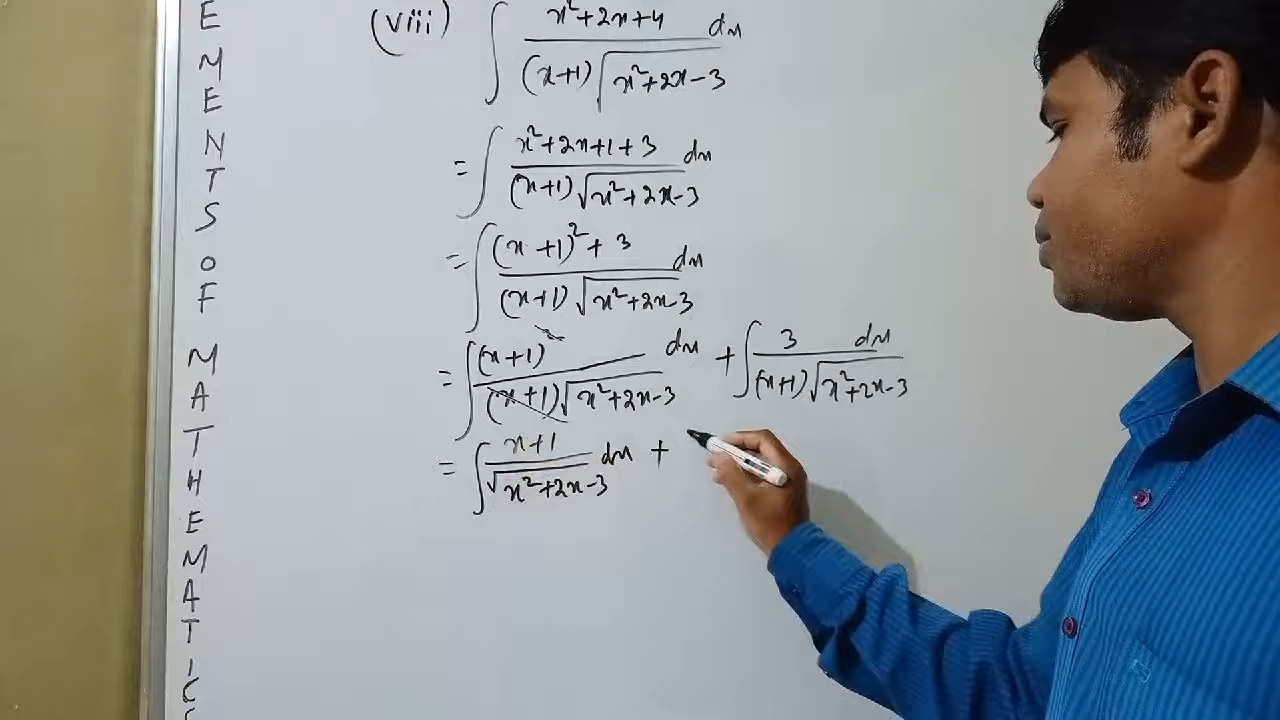 E
M
E
N
T
S
O
F
M
A
T
H
E
M
A
T
I
C
S
(viii) ∫ x²+2x+4 / (x+1)√x²+2x-3 dx
= ∫ x²+2x+1+3 / (x+1)√x²+2x-3 dx
= ∫ (x+1)²+3 / (x+1)√x²+2x-3 dx
= ∫ (x+1)² / (x+1)√x²+2x-3 dx + ∫ 3 dx / (x+1)√x²+2x-3
= ∫ x+1 / √x²+2x-3 dx +